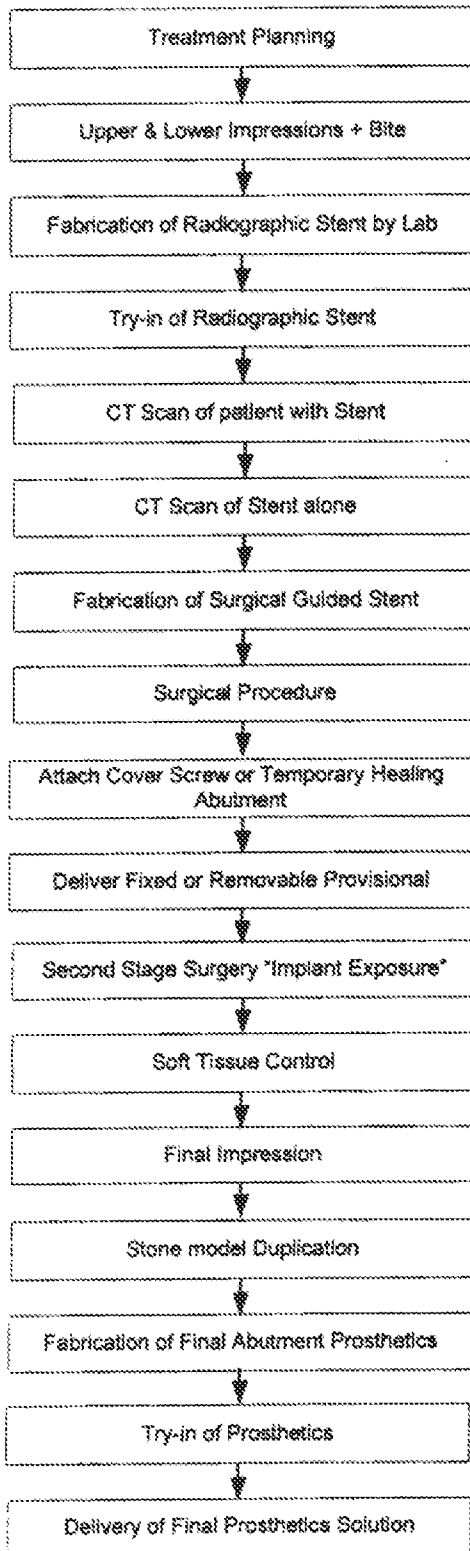 Treatment Planning
Upper & Lower Impressions + Bite
Fabrication of Radiographic Stent by Lab
Try-in of Radiographic Stent
CT Scan of patient with Stent
CT Scan of Stent alone
Fabrication of Surgical Guided Stent
Surgical Procedure
Attach Cover Screw or Temporary Healing
Abutment
Deliver Fixed or Removable Provisional
Second Stage Surgery "Implant Exposure"
Soft Tissue Control
Final Impression
Stone model Duplication
Fabrication of Final Abutment Prosthetics
Try-in of Prosthetics
Delivery of Final Prosthetics Solution